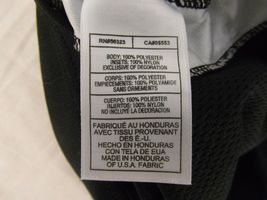 RN#56323 CA#05553
BODY: 100% POLYESTER
INSETS: 100% NYLON
EXCLUSIVE OF DECORATION
CORPS: 100% POLYESTER
EMPIECEMENTS: 100% POLYAMIDE
SANS ORNEMENTS
CUERPO: 100% POLIÉSTER
INJERTOS: 100% NYLON
NO INCLUYE LA DECORACION
FABRIQUÉ AU HONDURAS
AVEC TISSU PROVENANT
DES É.-U.
HECHO EN HONDURAS
CON TELA DE EUA
MADE IN HONDURAS
OF U.S.A. FABRIC